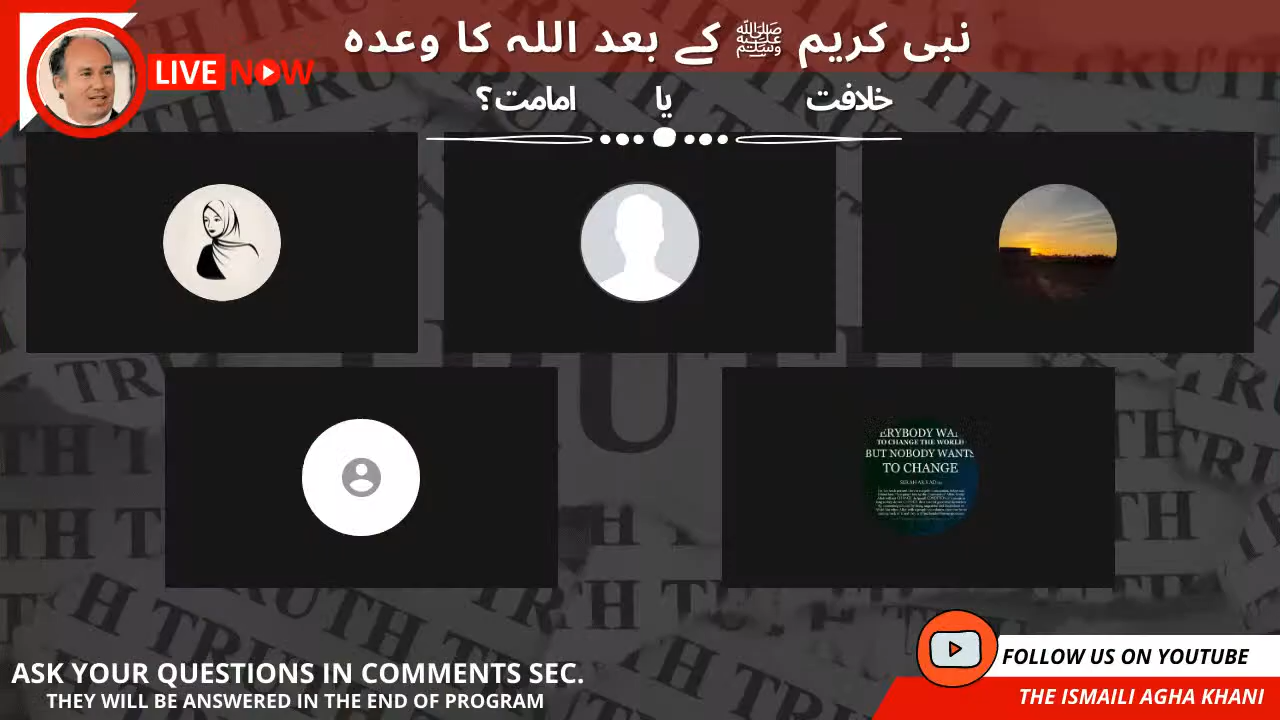 نبی کریم ﷺ کے بعد اللہ کا وعدہ
LIVE NOW
خلافت یا امامت؟
ERYBODY WA
TO CHANGE THE WORLD
BUT NOBODY WANTS
TO CHANGE
ASK YOUR QUESTIONS IN COMMENTS SEC.
THEY WILL BE ANSWERED IN THE END OF PROGRAM
FOLLOW US ON YOUTUBE
THE ISMAILI AGHA KHANI